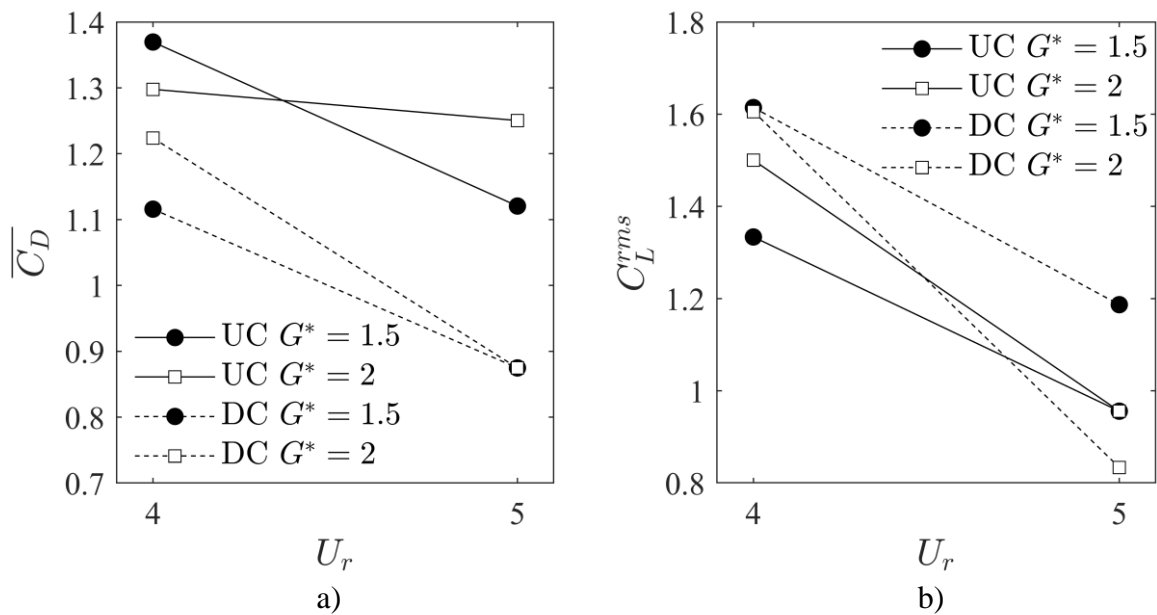 1.4
1.3
1.2
1.1
1
0.9
0.8
0.7
4
5
C_D
U_r
UC G* = 1.5
UC G* = 2
DC G* = 1.5
DC G* = 2
a)
1.8
1.6
1.4
1.2
1
0.8
4
5
C_L^{rms}
U_r
UC G* = 1.5
UC G* = 2
DC G* = 1.5
DC G* = 2
b)